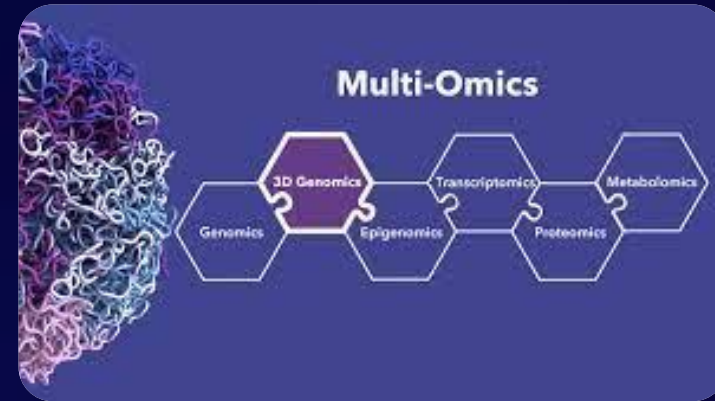 Multi-Omics
3D Genomics
Transcriptomics
Metabolomics
Genomics
Epigenomics
Proteomics